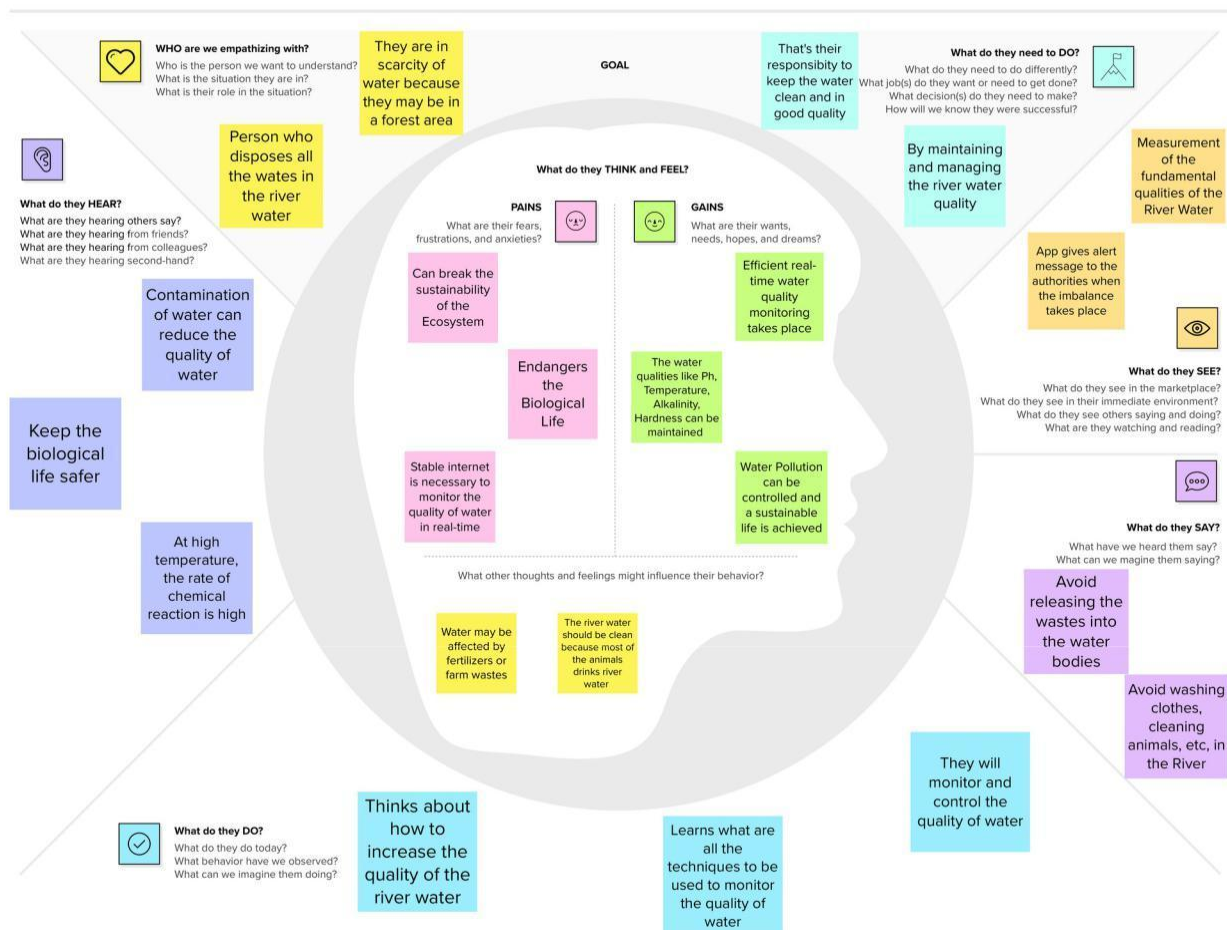 WHO are we empathizing with?
Who is the person we want to understand?
What is the situation they are in?
What is their role in the situation?
They are in
scarcity of
water because
they may be in
a forest area
Person who
disposes all
the wates in
the river
water
GOAL
That's their
responsibity to
keep the water
clean and in
good quality
What do they need to DO?
What do they need to do differently?
What job(s) do they want or need to get done?
What decision(s) do they need to make?
How will we know they were successful?
By maintaining
and managing
the river water
quality
Measurement
of the
fundamental
qualities of the
River Water
App gives alert
message to the
authorities when
the imbalance
takes place
What do they SEE?
What do they see in the marketplace?
What do they see in their immediate environment?
What do they see others saying and doing?
What are they watching and reading?
What do they HEAR?
What are they hearing others say?
What are they hearing from friends?
What are they hearing from colleagues?
What are they hearing second-hand?
Contamination
of water can
reduce the
quality of
water
Keep the
biological
life safer
At high
temperature,
the rate of
chemical
reaction is high
What do they THINK and FEEL?
PAINS
What are their fears,
frustrations, and anxieties?
Can break the
sustainability
of the
Ecosystem
Endangers
the
Biological
Life
Stable internet
is necessary to
monitor the
quality of water
in real-time
GAINS
What are their wants,
needs, hopes, and dreams?
Efficient real-
time water
quality
monitoring
takes place
The water
qualities like Ph,
Temperature,
Alkalinity,
Hardness can be
maintained
Water Pollution
can be
controlled and
a sustainable
life is achieved
What other thoughts and feelings might influence their behavior?
Water may be
affected by
fertilizers or
farm wastes
The river water
should be clean
because most of
the animals
drinks river
water
What do they SAY?
What have we heard them say?
What can we magine them saying?
Avoid
releasing the
wastes into
the water
bodies
Avoid washing
clothes,
cleaning
animals, etc, in
the River
What do they DO?
What do they do today?
What behavior have we observed?
What can we imagine them doing?
Thinks about
how to
increase the
quality of the
river water
Learns what are
all the
techniques to be
used to monitor
the quality of
water
They will
monitor and
control the
quality of water